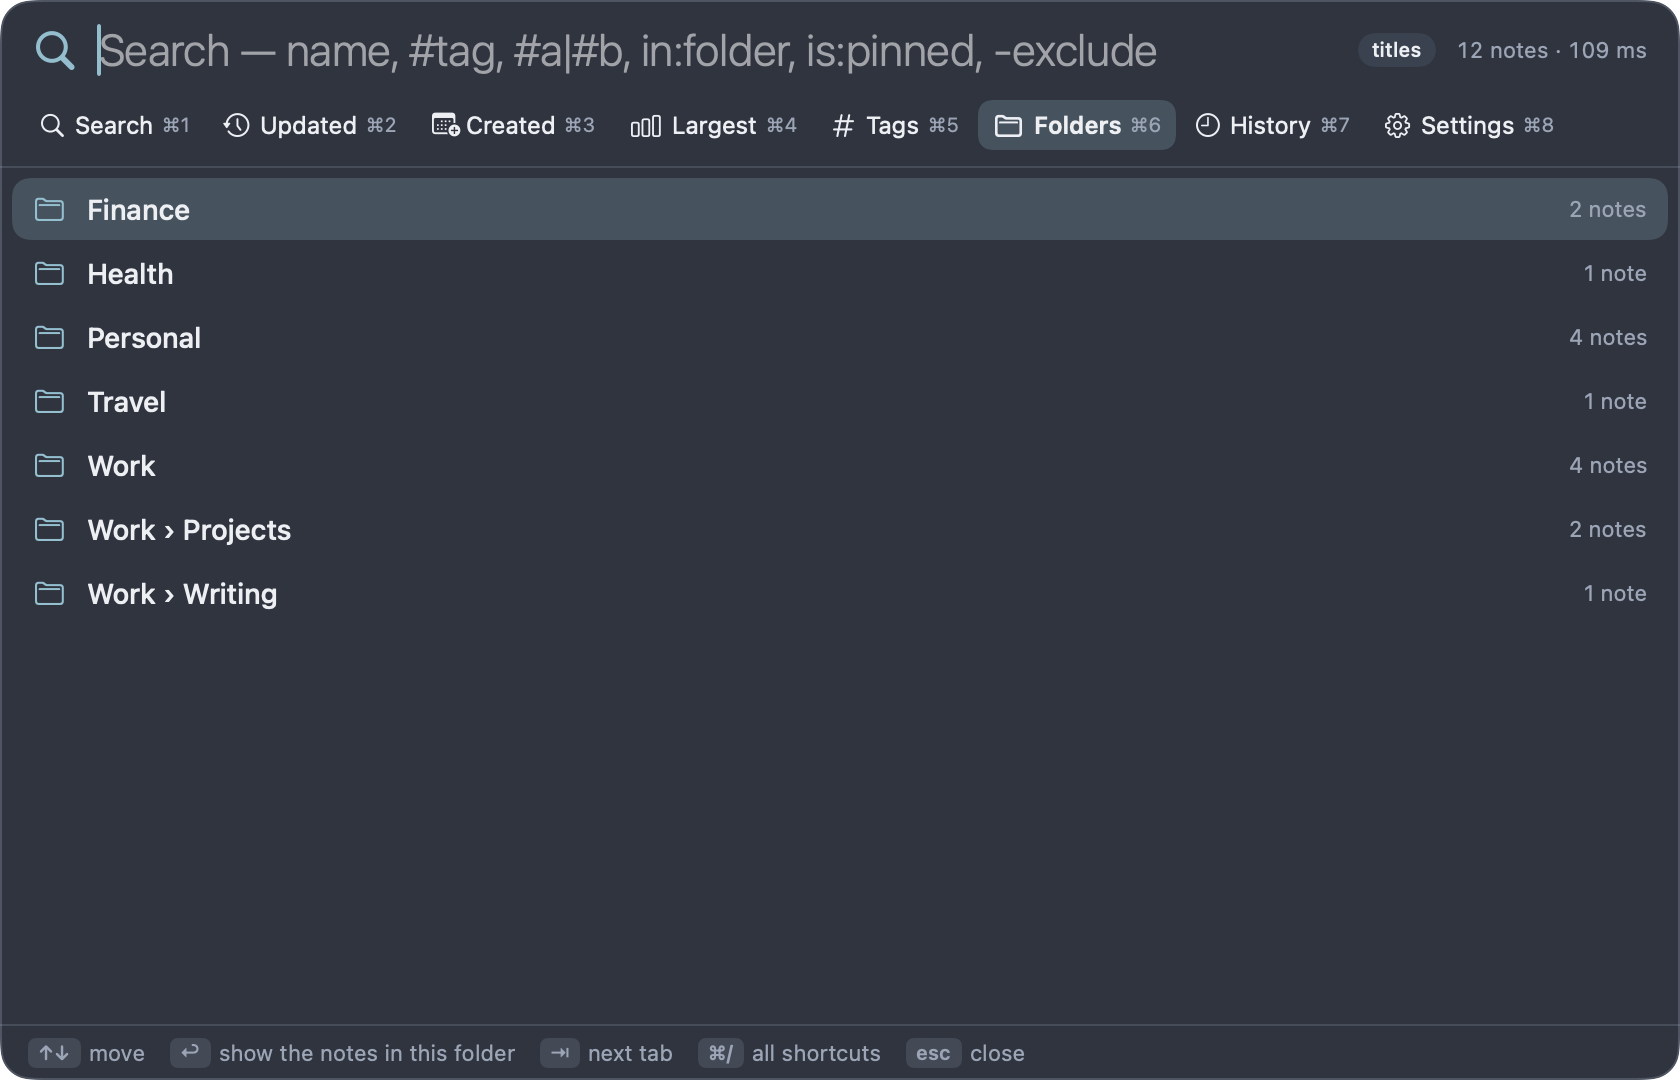 Search — name, #tag, #a|#b, in:folder, is:pinned, -exclude titles 12 notes · 109 ms
Search ⌘1 Updated ⌘2 Created ⌘3 Largest ⌘4 # Tags ⌘5 Folders ⌘6 History ⌘7 Settings ⌘8
Finance 2 notes
Health 1 note
Personal 4 notes
Travel 1 note
Work 4 notes
Work › Projects 2 notes
Work › Writing 1 note
↑↓ move ↩ show the notes in this folder ⇥ next tab ⌘/ all shortcuts esc close